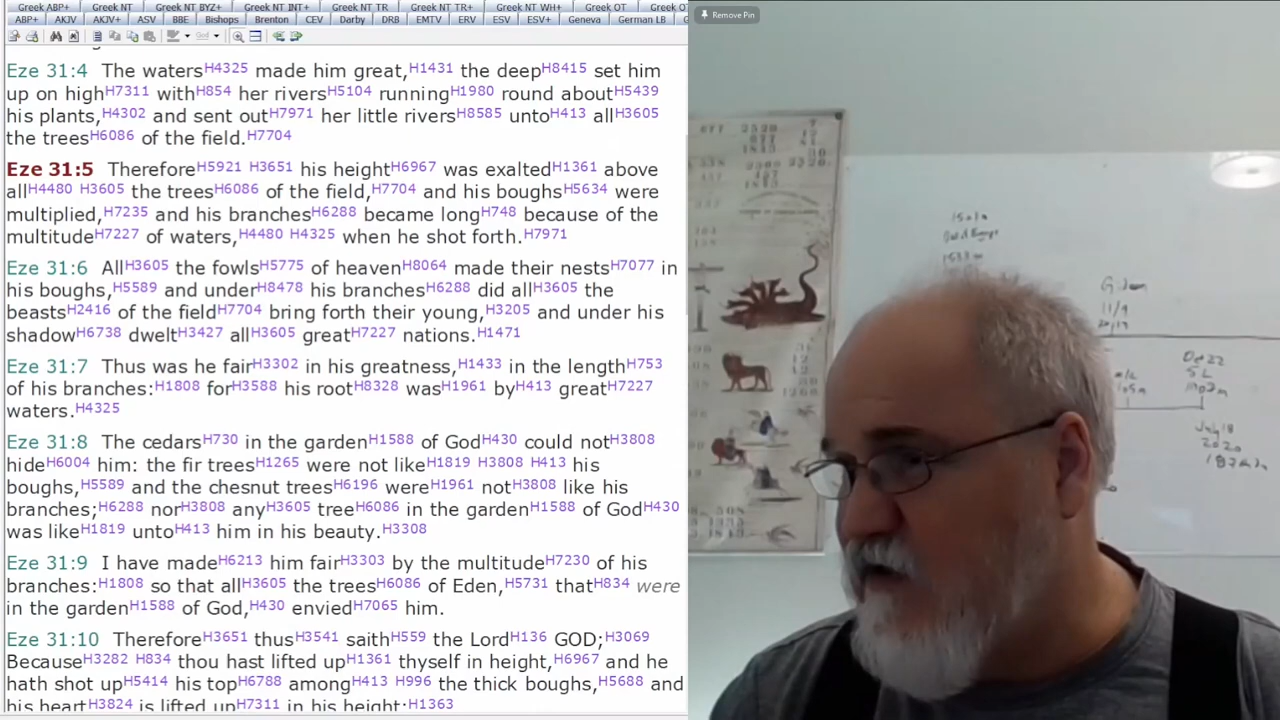 Greek ABP+ Greek NT Greek NT BYZ+ Greek NT INT+ Greek NT TR Greek NT TR+ Greek NT WH+ Greek OT
ABP+ AKJV AKJV+ ASV BBE Bishops Brenton CEV Darby DRB EMTV ERV ESV ESV+ Geneva German LB
Remove Pin
Eze 31:4 The watersH4325 made him great,H1431 the deepH8415 set him
up on highH7311 withH854 her riversH5104 runningH1980 round aboutH5439
his plants,H4302 and sent outH7971 her little riversH8585 untoH413 allH3605
the treesH6086 of the field.H7704
Eze 31:5 ThereforeH5921 H3651 his heightH6967 was exaltedH1361 above
allH4480 H3605 the treesH6086 of the field,H7704 and his boughsH5634 were
multiplied,H7235 and his branchesH6288 became longH748 because of the
multitudeH7227 of waters,H4480 H4325 when he shot forth.H7971
Eze 31:6 AllH3605 the fowlsH5775 of heavenH8064 made their nestsH7077 in
his boughs,H5589 and underH8478 his branchesH6288 did allH3605 the
beastsH2416 of the fieldH7704 bring forth their young,H3205 and under his
shadowH6738 dweltH3427 allH3605 greatH7227 nations.H1471
Eze 31:7 Thus was he fairH3302 in his greatness,H1433 in the lengthH753
of his branches:H1808 forH3588 his rootH8328 wasH1961 byH413 greatH7227
waters.H4325
Eze 31:8 The cedarsH730 in the gardenH1588 of GodH430 could notH3808
hideH6004 him: the fir treesH1265 were not likeH1819 H3808 H413 his
boughs,H5589 and the chesnut treesH6196 wereH1961 notH3808 like his
branches;H6288 norH3808 anyH3605 treeH6086 in the gardenH1588 of GodH430
was likeH1819 untoH413 him in his beauty.H3308
Eze 31:9 I have madeH6213 him fairH3303 by the multitudeH7230 of his
branches:H1808 so that allH3605 the treesH6086 of Eden,H5731 thatH834 were
in the gardenH1588 of God,H430 enviedH7065 him.
Eze 31:10 ThereforeH3651 thusH3541 saithH559 the LordH136 GOD;H3069
BecauseH3282 H834 thou hast lifted upH1361 thyself in height,H6967 and he
hath shot upH5414 his topH6788 amongH413 H996 the thick boughs,H5688 and
his heartH3824 is lifted upH7311 in his height;H1363
677 2520
Oct 22
July 18
2020